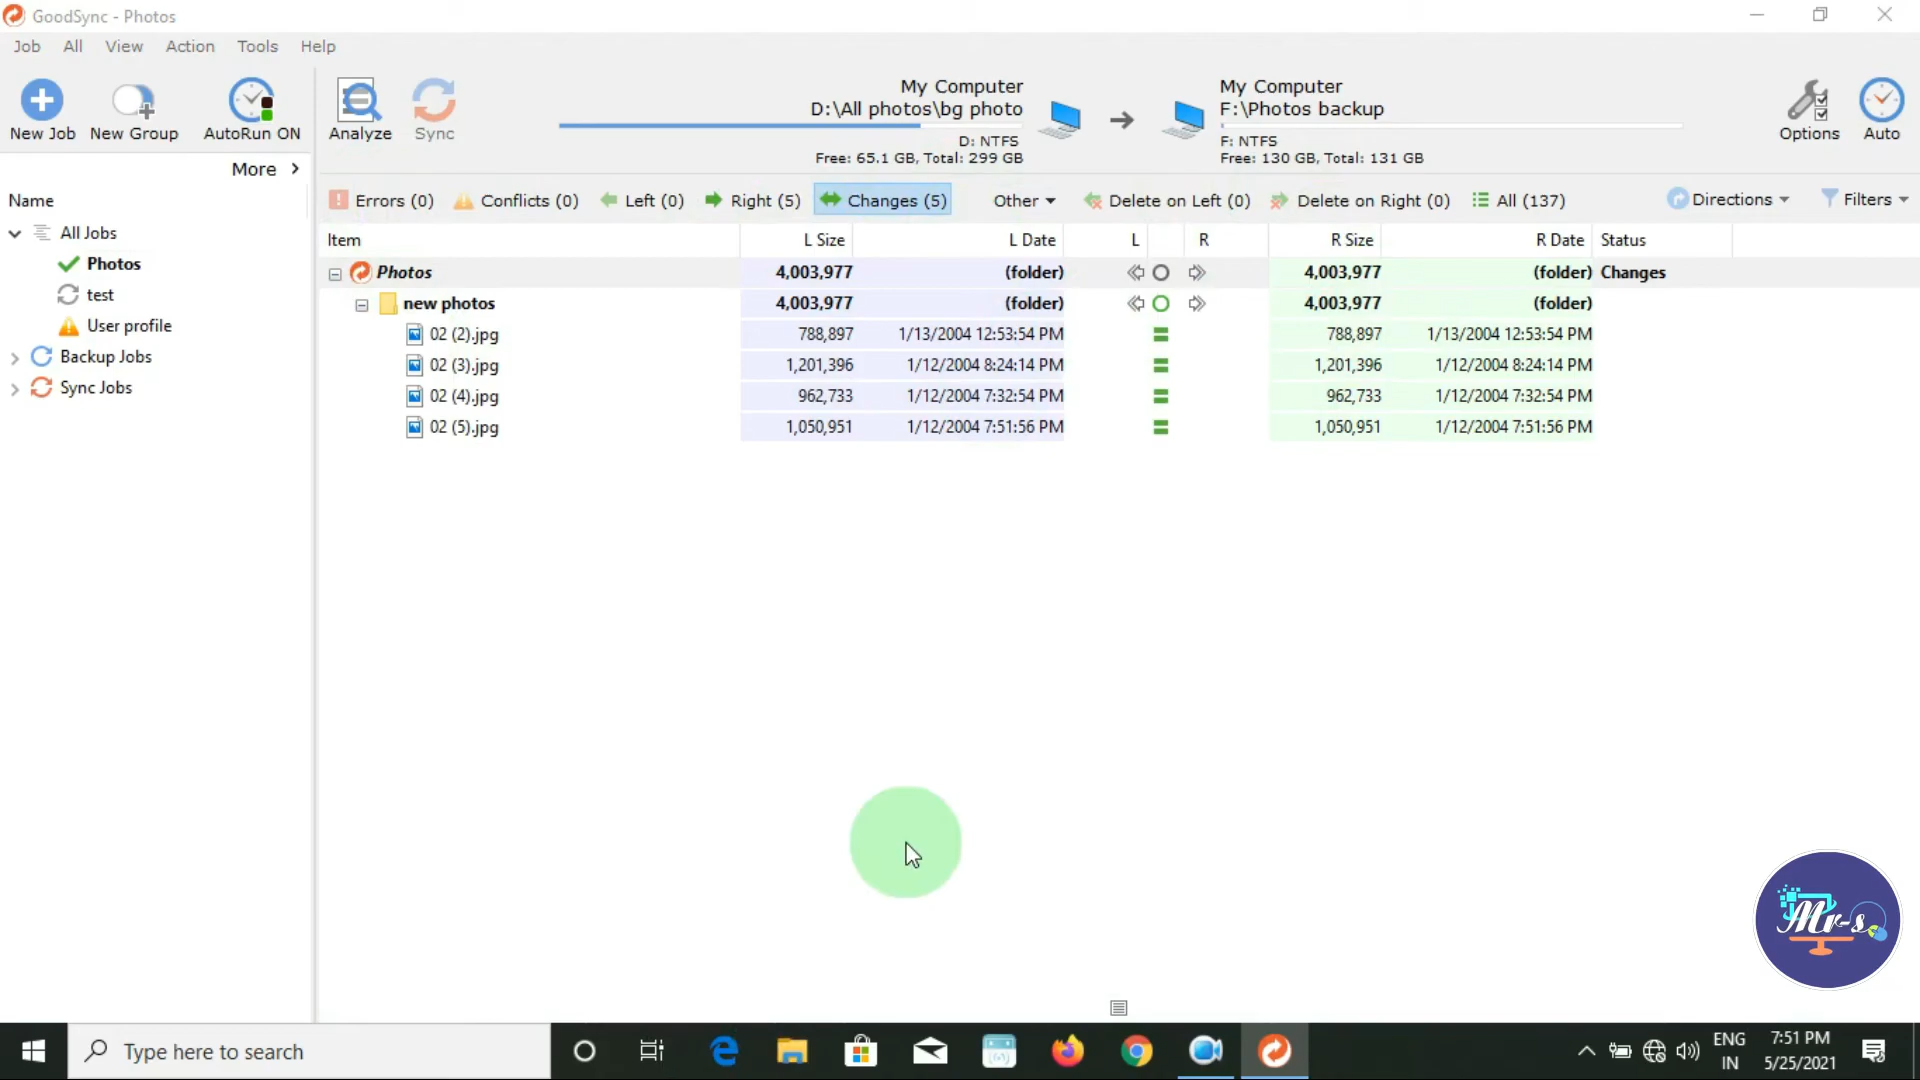 GoodSync - Photos
Job All View Action Tools Help
New Job New Group AutoRun ON Analyze Sync
My Computer
D:\All photos\bg photo
D: NTFS
Free: 65.1 GB, Total: 299 GB
My Computer
F:\Photos backup
F: NTFS
Free: 130 GB, Total: 131 GB
Options Auto
More
Name
All Jobs
Photos
test
User profile
Backup Jobs
Sync Jobs
Errors (0) Conflicts (0) Left (0) Right (5) Changes (5) Other Delete on Left (0) Delete on Right (0) All (137) Directions Filters
Item L Size L Date L R R Size R Date Status
Photos 4,003,977 (folder) 4,003,977 (folder) Changes
new photos 4,003,977 (folder) 4,003,977 (folder)
02 (2).jpg 788,897 1/13/2004 12:53:54 PM 788,897 1/13/2004 12:53:54 PM
02 (3).jpg 1,201,396 1/12/2004 8:24:14 PM 1,201,396 1/12/2004 8:24:14 PM
02 (4).jpg 962,733 1/12/2004 7:32:54 PM 962,733 1/12/2004 7:32:54 PM
02 (5).jpg 1,050,951 1/12/2004 7:51:56 PM 1,050,951 1/12/2004 7:51:56 PM
Mr-s
Type here to search
ENG
IN
7:51 PM
5/25/2021